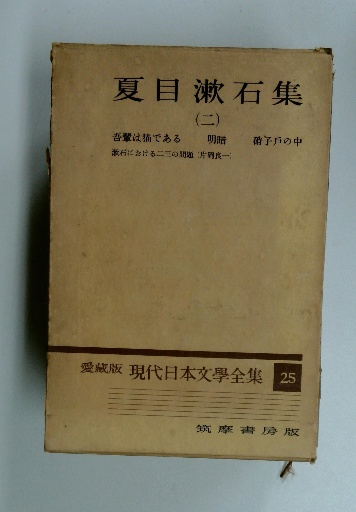 夏目漱石集
(二)
吾輩は猫である 明暗 硝子戸の中
漱石における二三の問題 (片岡良一)
愛藏版 現代日本文學全集 25
筑摩書房版